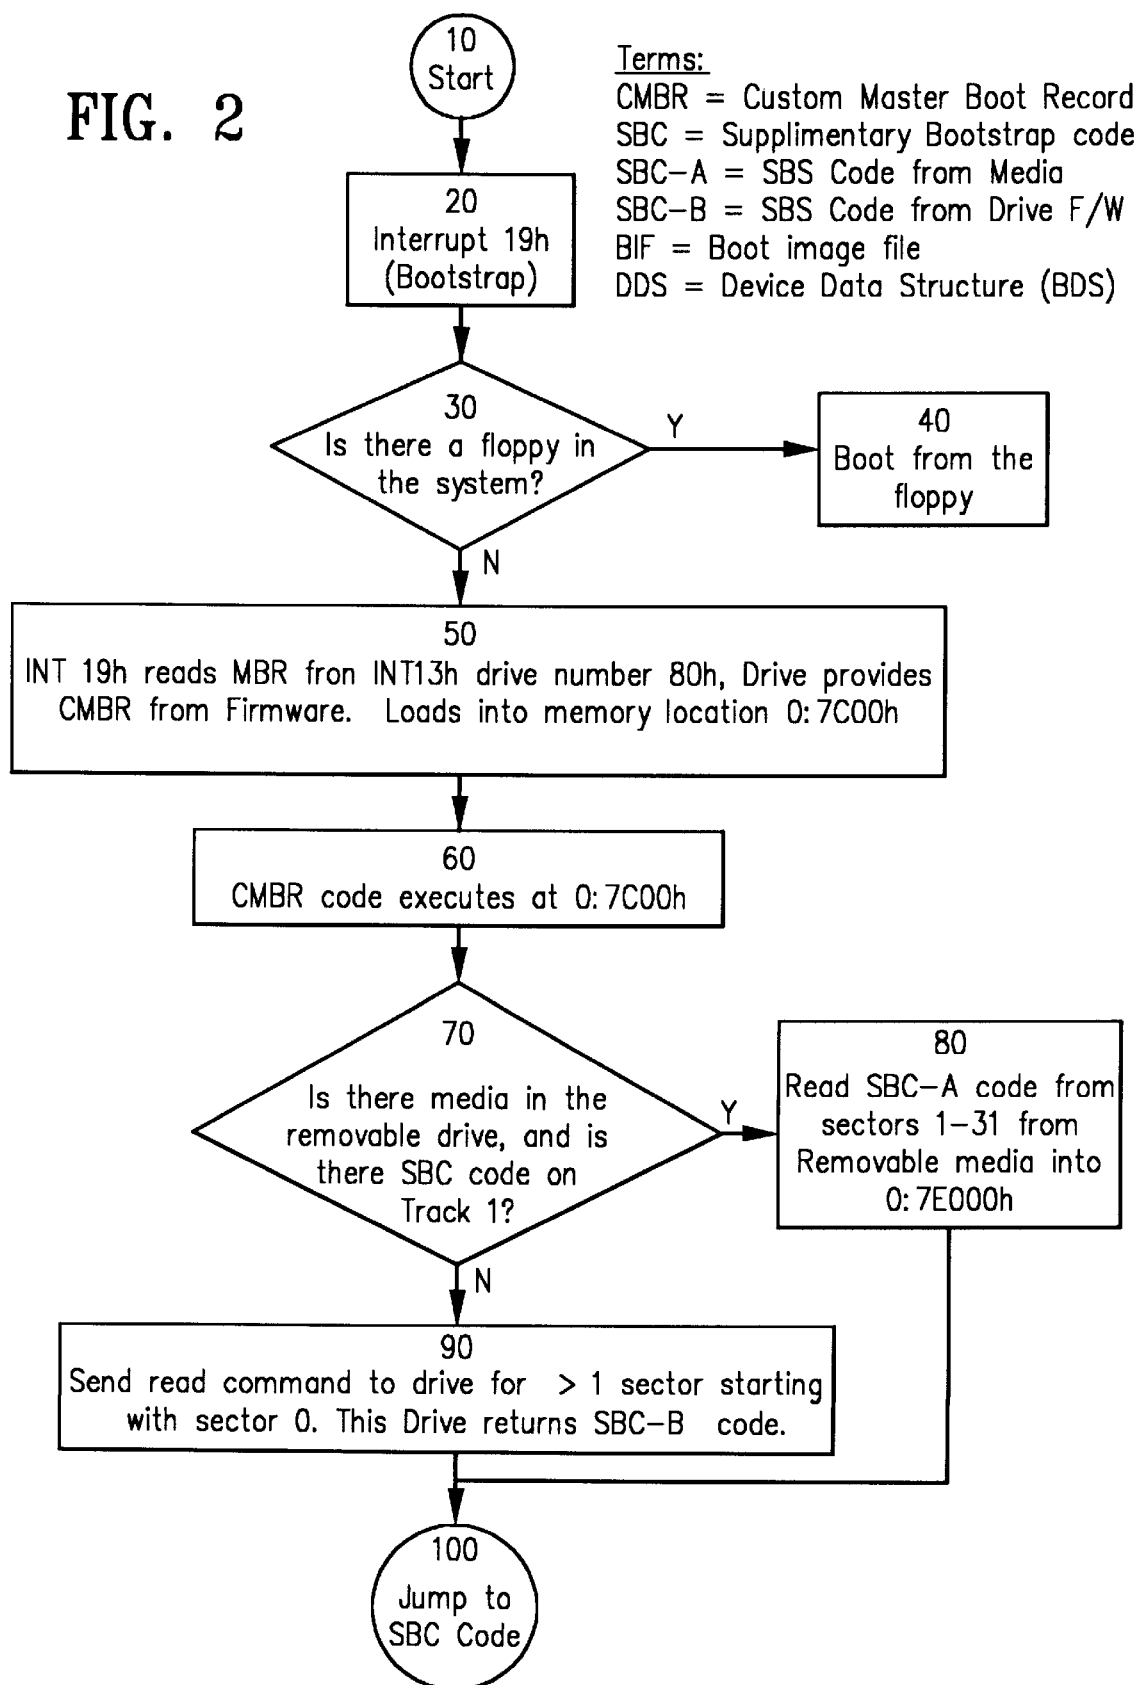 FIG. 2
10
Start
Terms:
CMBR = Custom Master Boot Record
SBC = Supplimentary Bootstrap code
SBC-A = SBS Code from Media
SBC-B = SBS Code from Drive F/W
BIF = Boot image file
DDS = Device Data Structure (BDS)
20
Interrupt 19h
(Bootstrap)
30
Is there a floppy in
the system?
Y
40
Boot from the
floppy
N
50
INT 19h reads MBR fron INT13h drive number 80h, Drive provides
CMBR from Firmware. Loads into memory location 0:7C00h
60
CMBR code executes at 0:7C00h
70
Is there media in the
removable drive, and is
there SBC code on
Track 1?
Y
80
Read SBC-A code from
sectors 1-31 from
Removable media into
0:7E000h
N
90
Send read command to drive for > 1 sector starting
with sector 0. This Drive returns SBC-B code.
100
Jump to
SBC Code